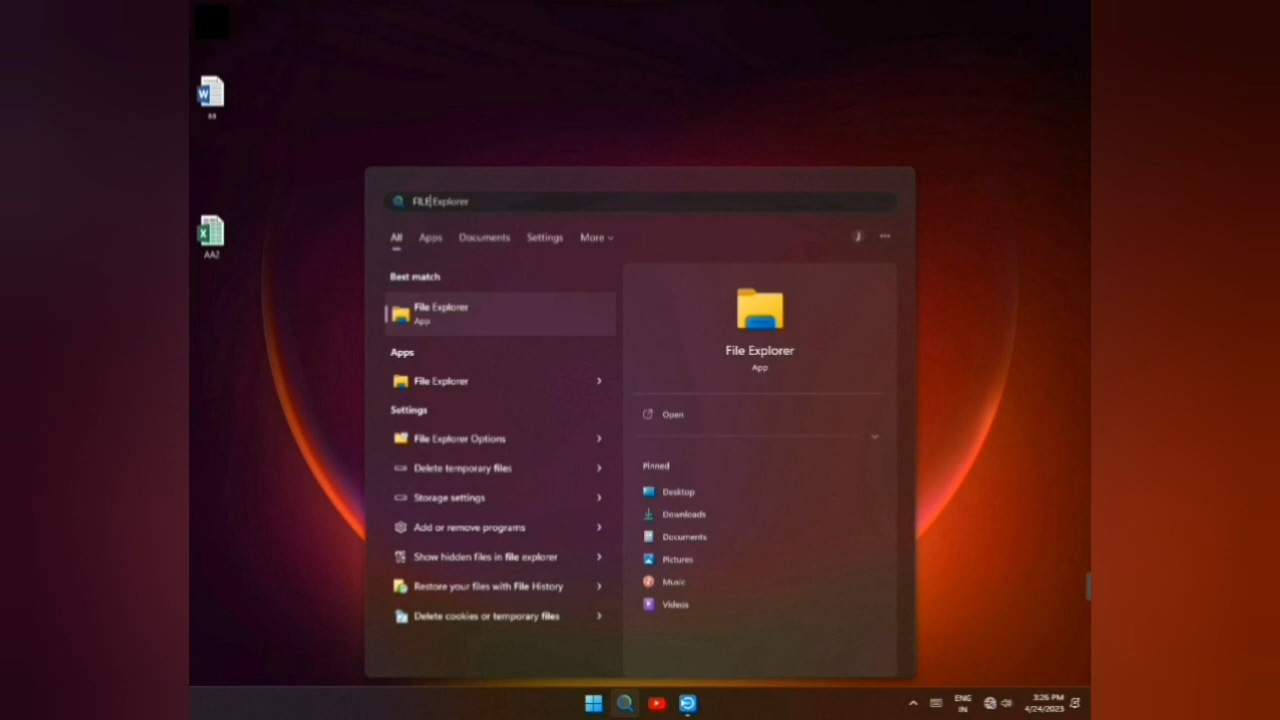 AA2
FILE Explorer
All Apps Documents Settings More
J
Best match
File Explorer
App
Apps
File Explorer
Settings
File Explorer Options
Delete temporary files
Storage settings
Add or remove programs
Show hidden files in file explorer
Restore your files with File History
Delete cookies or temporary files
File Explorer
App
Open
Pinned
Desktop
Downloads
Documents
Pictures
Music
Videos
ENG
IN
3:26 PM
4/24/2023